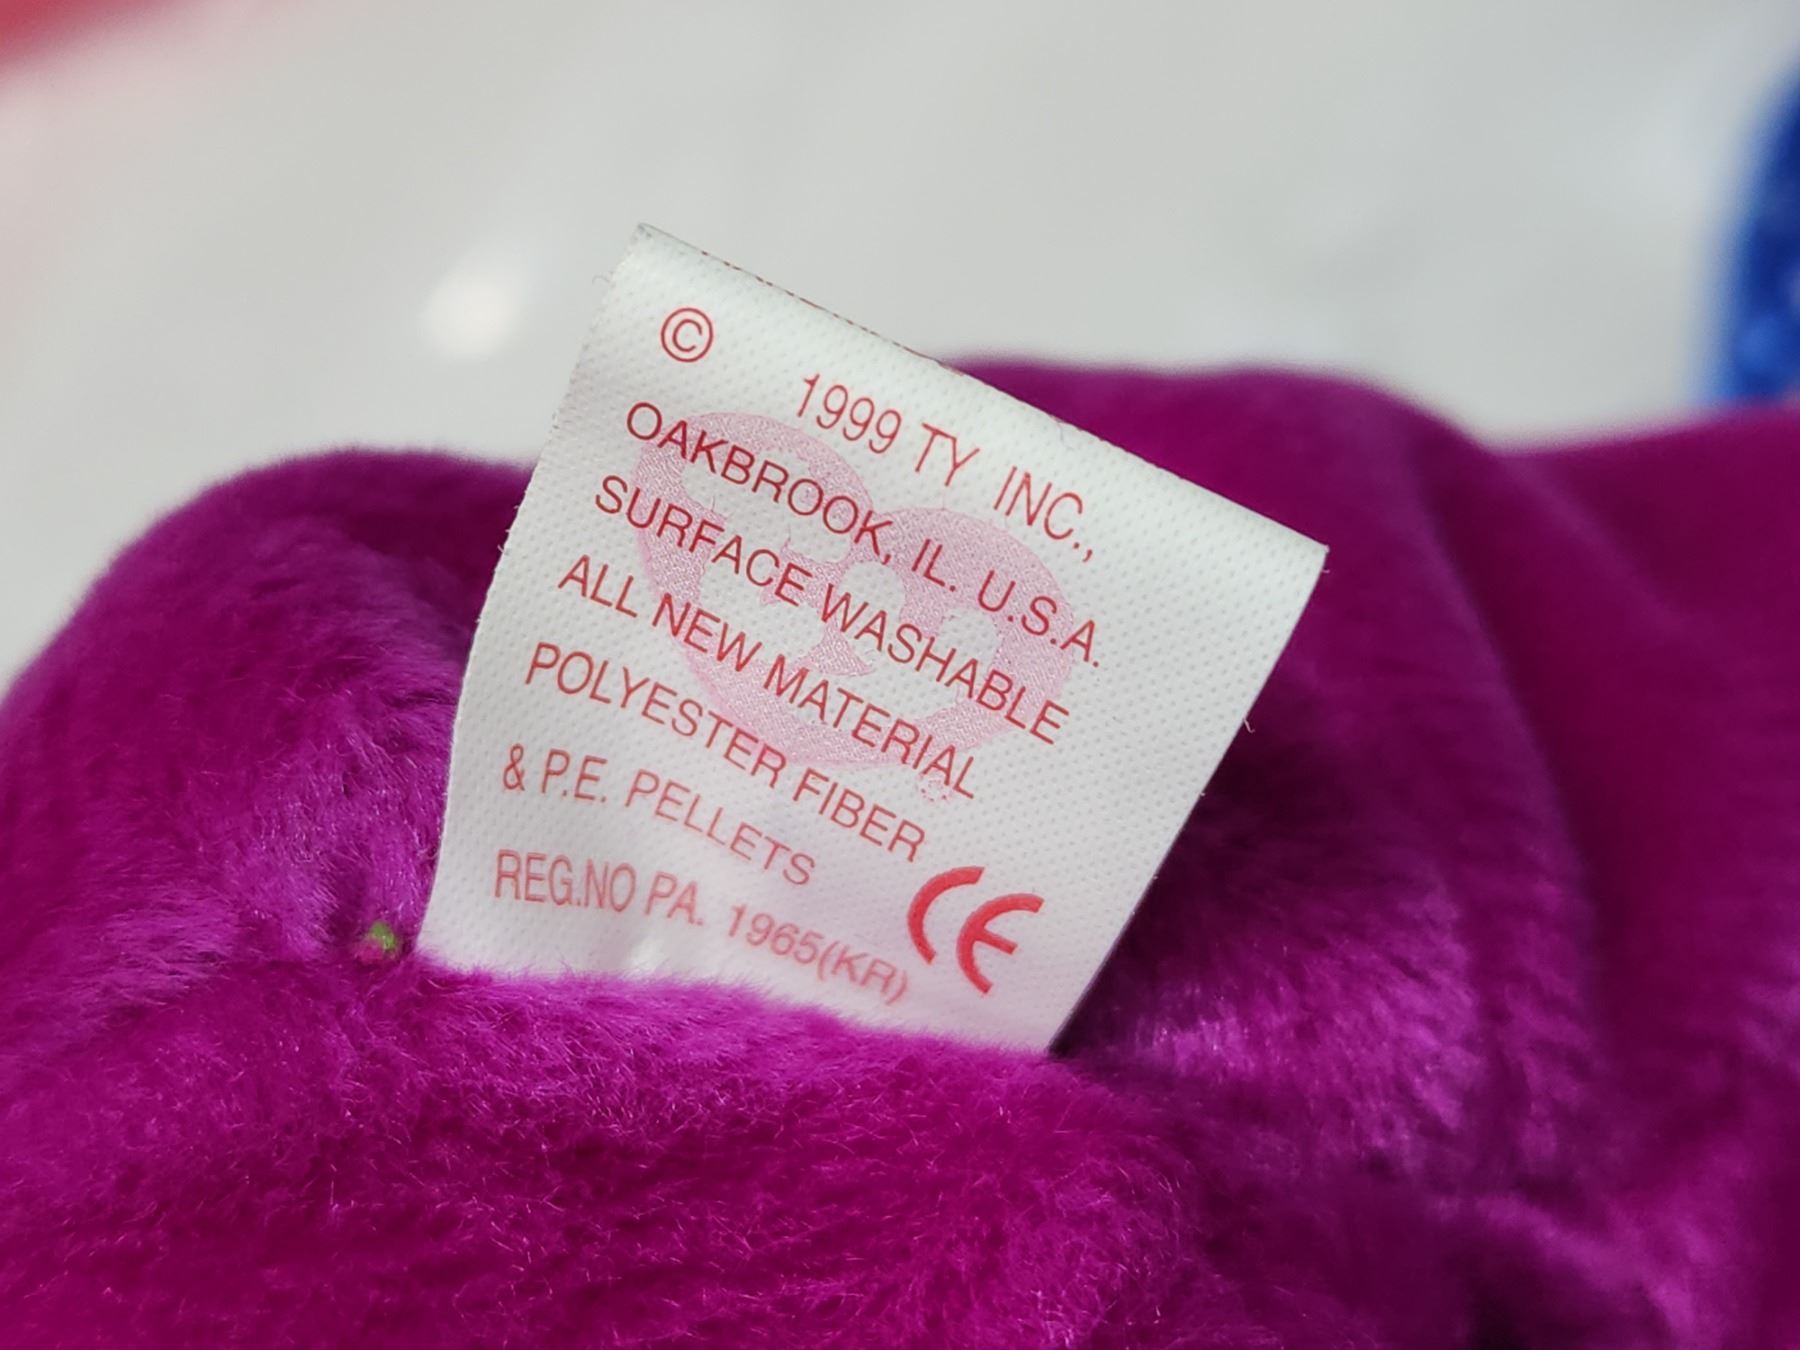 ©
1999 TY INC.,
OAKBROOK, IL. U.S.A.
SURFACE WASHABLE
ALL NEW MATERIAL
POLYESTER FIBER
& P.E. PELLETS
REG.NO PA. 1965(KR)
CE